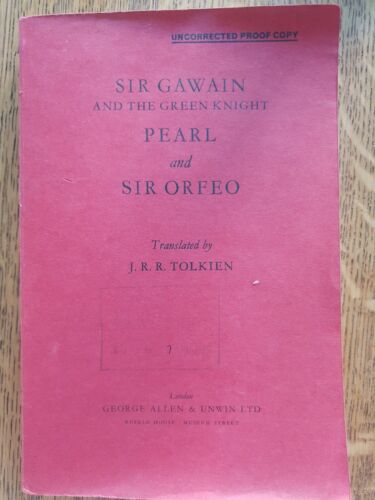 UNCORRECTED PROOF COPY
SIR GAWAIN
AND THE GREEN KNIGHT
PEARL
and
SIR ORFEO
Translated by
J. R. R. TOLKIEN
7
London
GEORGE ALLEN & UNWIN LTD
RUSKIN HOUSE MUSEUM STREET